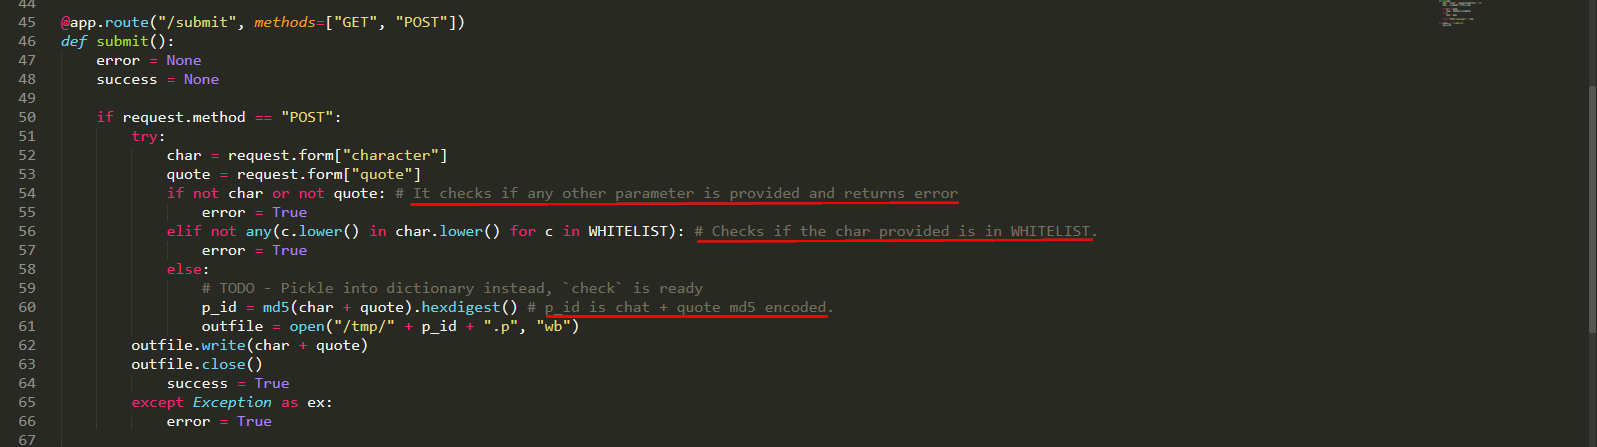 44
45 @app.route("/submit", methods=["GET", "POST"])
46 def submit():
47     error = None
48     success = None
49
50     if request.method == "POST":
51         try:
52             char = request.form["character"]
53             quote = request.form["quote"]
54             if not char or not quote: # It checks if any other parameter is provided and returns error
55                 error = True
56             elif not any(c.lower() in char.lower() for c in WHITELIST): # Checks if the char provided is in WHITELIST.
57                 error = True
58             else:
59                 # TODO - Pickle into dictionary instead, `check` is ready
60                 p_id = md5(char + quote).hexdigest() # p_id is chat + quote md5 encoded.
61                 outfile = open("/tmp/" + p_id + ".p", "wb")
62         outfile.write(char + quote)
63         outfile.close()
64             success = True
65         except Exception as ex:
66             error = True
67